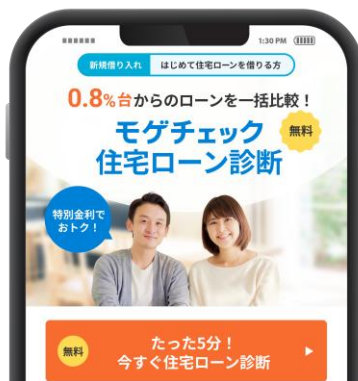 1:30 PM
新規借り入れ はじめて住宅ローンを借りる方
0.8%台からのローンを一括比較！
モゲチェック
無料
住宅ローン診断
特別金利で
おトク！
無料
たった5分！
今すぐ住宅ローン診断